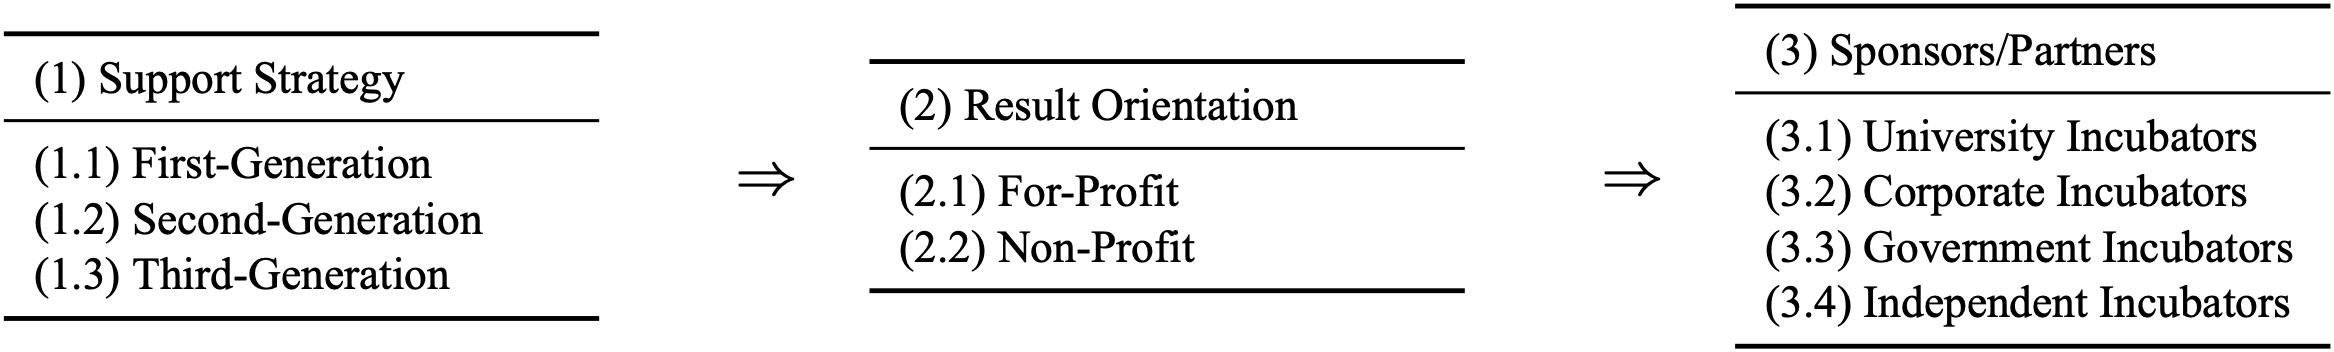 (1) Support Strategy
(1.1) First-Generation
(1.2) Second-Generation
(1.3) Third-Generation
⇒
(2) Result Orientation
(2.1) For-Profit
(2.2) Non-Profit
⇒
(3) Sponsors/Partners
(3.1) University Incubators
(3.2) Corporate Incubators
(3.3) Government Incubators
(3.4) Independent Incubators